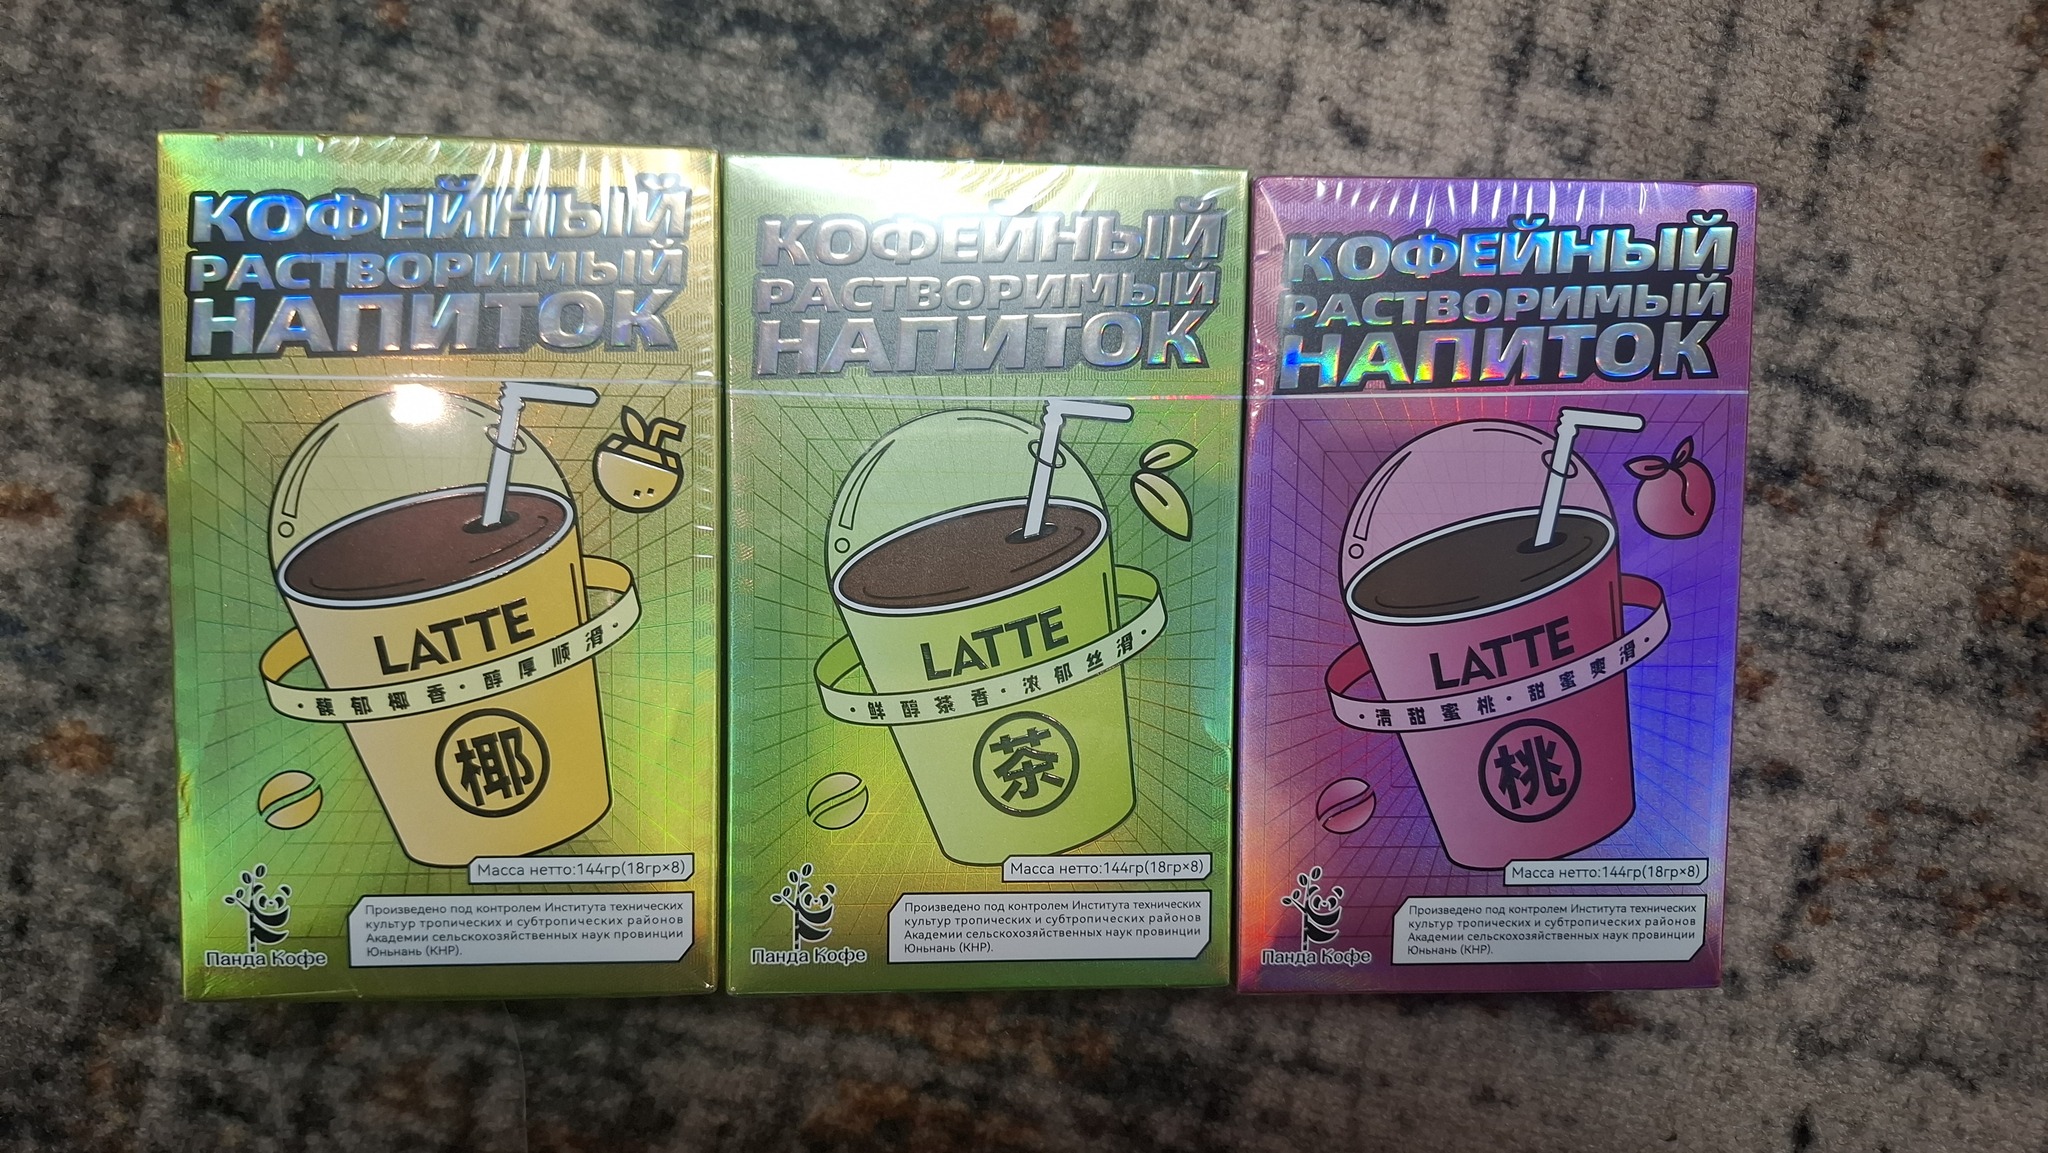 КОФЕЙНЫЙ
РАСТВОРИМЫЙ
НАПИТОК
LATTE
·馥郁椰香·醇厚顺滑·
椰
Масса нетто:144гр(18гр×8)
Произведено под контролем Института технических
культур тропических и субтропических районов
Академии сельскохозяйственных наук провинции
Юньнань (КНР).
Панда Кофе
КОФЕЙНЫЙ
РАСТВОРИМЫЙ
НАПИТОК
LATTE
·鲜醇茶香·浓郁丝滑·
茶
Масса нетто:144гр(18гр×8)
Произведено под контролем Института технических
культур тропических и субтропических районов
Академии сельскохозяйственных наук провинции
Юньнань (КНР).
Панда Кофе
КОФЕЙНЫЙ
РАСТВОРИМЫЙ
НАПИТОК
LATTE
·清甜蜜桃·甜蜜爽滑·
桃
Масса нетто:144гр(18гр×8)
Произведено под контролем Института технических
культур тропических и субтропических районов
Академии сельскохозяйственных наук провинции
Юньнань (КНР).
Панда Кофе